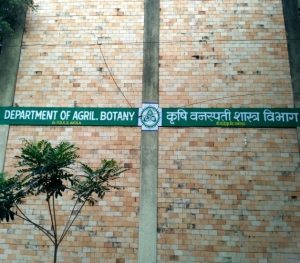 DEPARTMENT OF AGRIL. BOTANY
कृषि वनस्पती शास्त्र विभाग